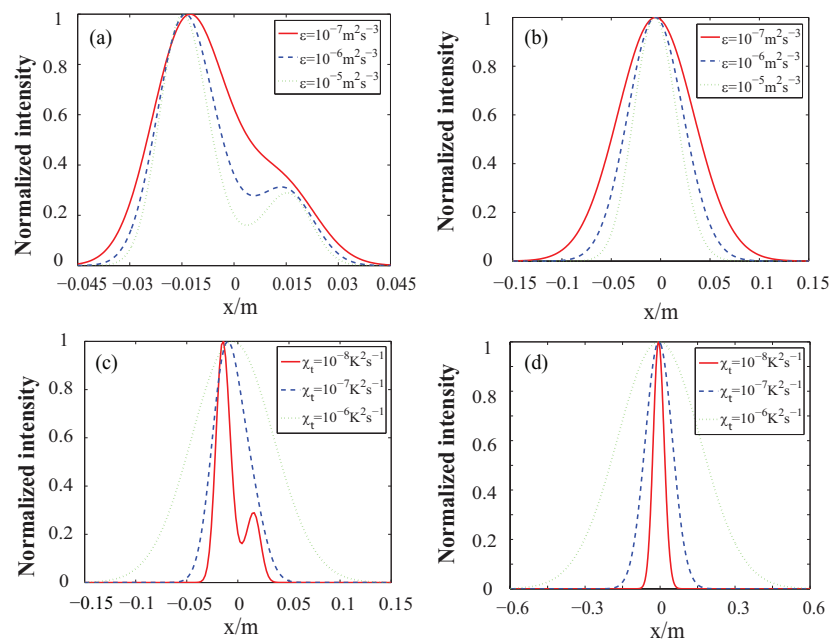 Normalized intensity
1
0.8
0.6
0.4
0.2
0
(a)
ε=10⁻⁷m²s⁻³
ε=10⁻⁶m²s⁻³
ε=10⁻⁵m²s⁻³
−0.045 −0.03 −0.015 0 0.015 0.03 0.045
x/m
Normalized intensity
1
0.8
0.6
0.4
0.2
0
(b)
ε=10⁻⁷m²s⁻³
ε=10⁻⁶m²s⁻³
ε=10⁻⁵m²s⁻³
−0.15 −0.1 −0.05 0 0.05 0.1 0.15
x/m
Normalized intensity
1
0.8
0.6
0.4
0.2
0
(c)
χₜ=10⁻⁸K²s⁻¹
χₜ=10⁻⁷K²s⁻¹
χₜ=10⁻⁶K²s⁻¹
−0.15 −0.1 −0.05 0 0.05 0.1 0.15
x/m
Normalized intensity
1
0.8
0.6
0.4
0.2
0
(d)
χₜ=10⁻⁸K²s⁻¹
χₜ=10⁻⁷K²s⁻¹
χₜ=10⁻⁶K²s⁻¹
−0.6 −0.3 0 0.3 0.6
x/m